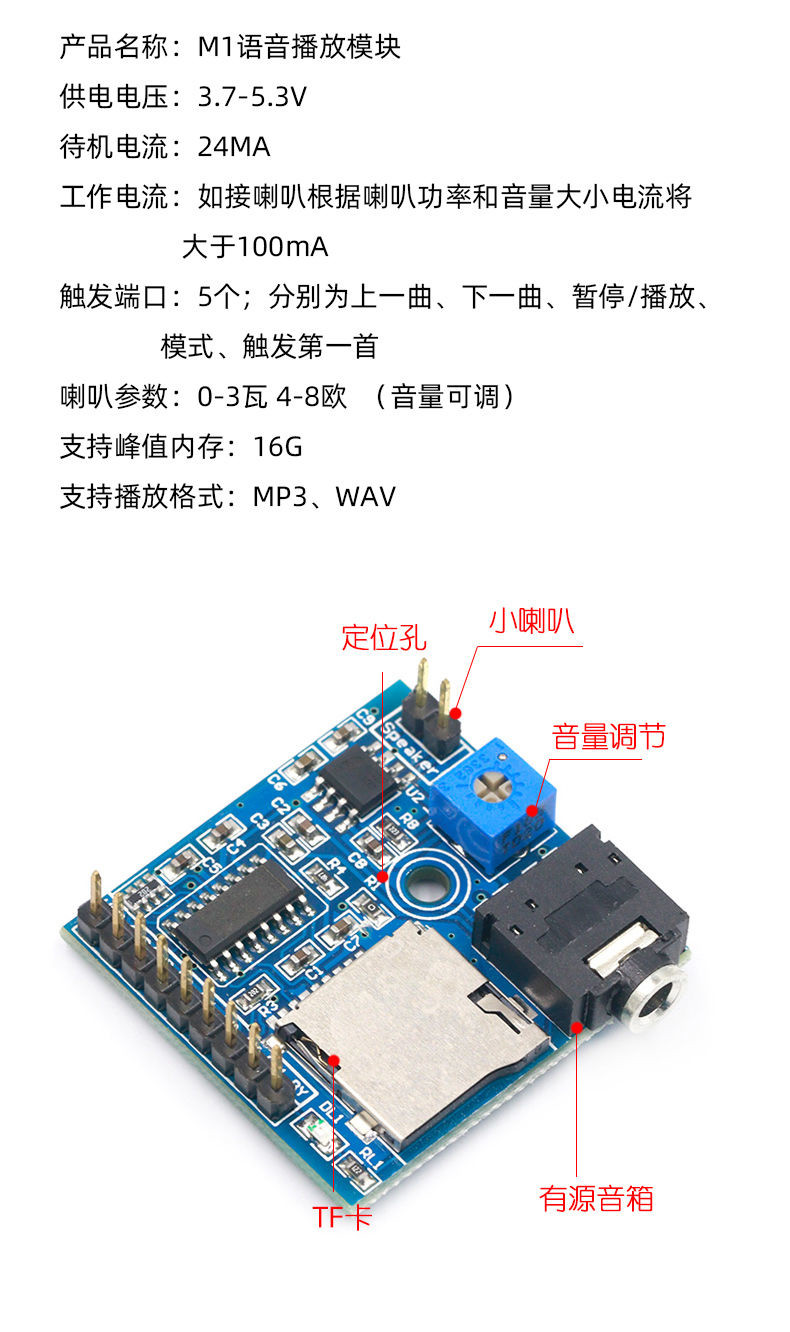 产品名称：M1语音播放模块
供电电压：3.7-5.3V
待机电流：24MA
工作电流：如接喇叭根据喇叭功率和音量大小电流将
大于100mA
触发端口：5个；分别为上一曲、下一曲、暂停/播放、
模式、触发第一首
喇叭参数：0-3瓦 4-8欧 （音量可调）
支持峰值内存：16G
支持播放格式：MP3、WAV
小喇叭
定位孔
音量调节
C9
Speaker
C6
U2
3362
C2
R8
C3
C4
C8
C5
R4
202
C7
C1
R3
DL1
RL1
122
有源音箱
TF卡